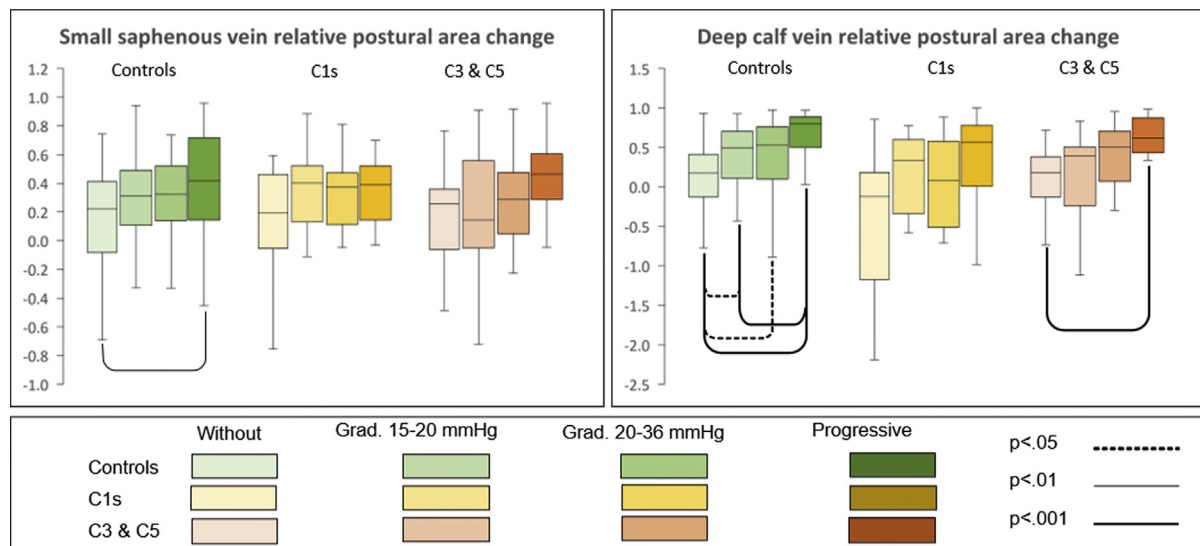 Small saphenous vein relative postural area change
Controls C1s C3 & C5
1.2
1.0
0.8
0.6
0.4
0.2
0.0
-0.2
-0.4
-0.6
-0.8
-1.0
Deep calf vein relative postural area change
Controls C1s C3 & C5
1.5
1.0
0.5
0.0
-0.5
-1.0
-1.5
-2.0
-2.5
Without Grad. 15-20 mmHg Grad. 20-36 mmHg Progressive
Controls
C1s
C3 & C5
p<.05
p<.01
p<.001